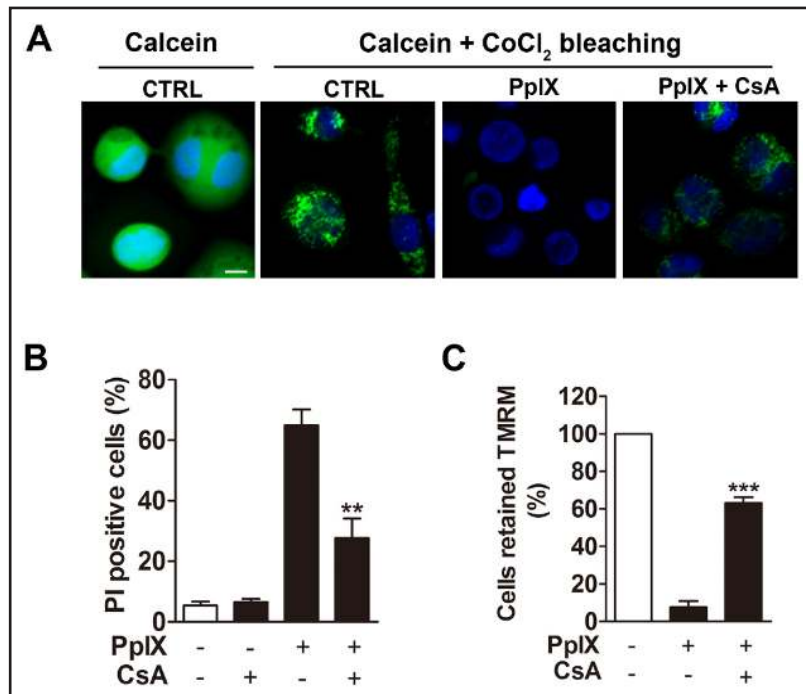 A
Calcein
Calcein + CoCl₂ bleaching
CTRL
CTRL
PpIX
PpIX + CsA
B
PI positive cells (%)
80
60
40
20
0
**
PpIX - - + +
CsA - + - +
C
Cells retained TMRM
(%)
120
100
80
60
40
20
0
***
PpIX - + +
CsA - - +